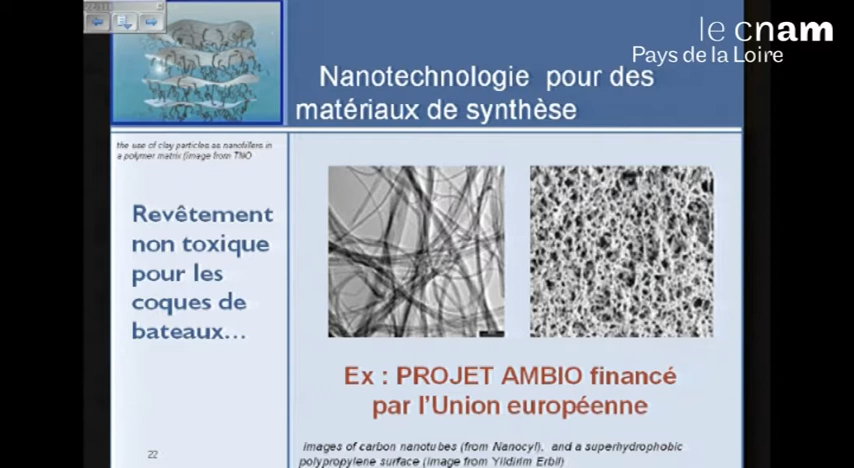 le cnam
Pays de la Loire
Nanotechnologie pour des
matériaux de synthèse
the use of clay particles as nanofillers in
a polymer matrix (image from TNO
Revêtement
non toxique
pour les
coques de
bateaux...
Ex : PROJET AMBIO financé
par l'Union européenne
images of carbon nanotubes (from Nanocyl), and a superhydrophobic
polypropylene surface (image from Yildirim Erbil)
22